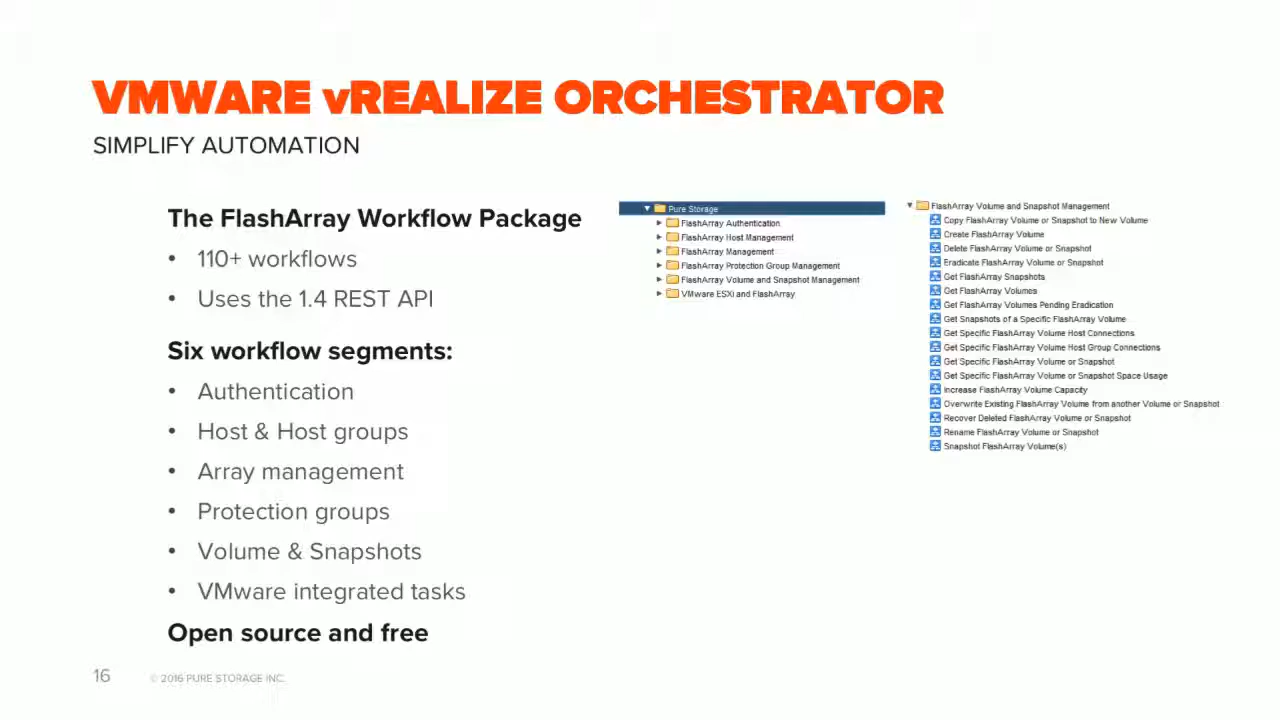 VMWARE vREALIZE ORCHESTRATOR
SIMPLIFY AUTOMATION
The FlashArray Workflow Package
• 110+ workflows
• Uses the 1.4 REST API
Six workflow segments:
• Authentication
• Host & Host groups
• Array management
• Protection groups
• Volume & Snapshots
• VMware integrated tasks
Open source and free
Pure Storage
FlashArray Authentication
FlashArray Host Management
FlashArray Management
FlashArray Protection Group Management
FlashArray Volume and Snapshot Management
VMware ESXi and FlashArray
FlashArray Volume and Snapshot Management
Copy FlashArray Volume or Snapshot to New Volume
Create FlashArray Volume
Delete FlashArray Volume or Snapshot
Eradicate FlashArray Volume or Snapshot
Get FlashArray Snapshots
Get FlashArray Volumes
Get FlashArray Volumes Pending Eradication
Get Snapshots of a Specific FlashArray Volume
Get Specific FlashArray Volume Host Connections
Get Specific FlashArray Volume Host Group Connections
Get Specific FlashArray Volume or Snapshot
Get Specific FlashArray Volume or Snapshot Space Usage
Increase FlashArray Volume Capacity
Overwrite Existing FlashArray Volume from another Volume or Snapshot
Recover Deleted FlashArray Volume or Snapshot
Rename FlashArray Volume or Snapshot
Snapshot FlashArray Volume(s)
16
© 2016 PURE STORAGE INC.